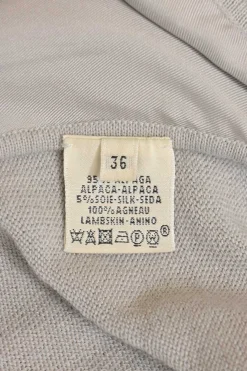 36
95% ALPAGA
ALPACA-ALPACA
5%SOIE-SILK-SEDA
100%AGNEAU
LAMBSKIN-ANINO
P
®